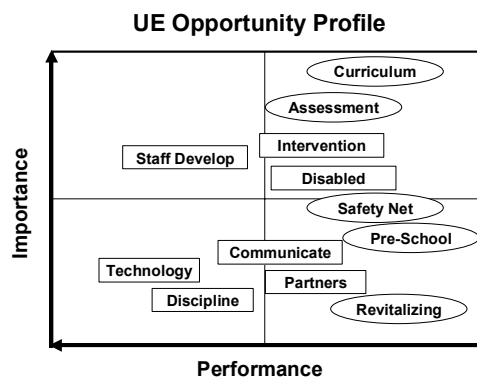 UE Opportunity Profile
Curriculum
Assessment
Intervention
Staff Develop
Disabled
Safety Net
Pre-School
Communicate
Technology
Partners
Discipline
Revitalizing
Importance
Performance